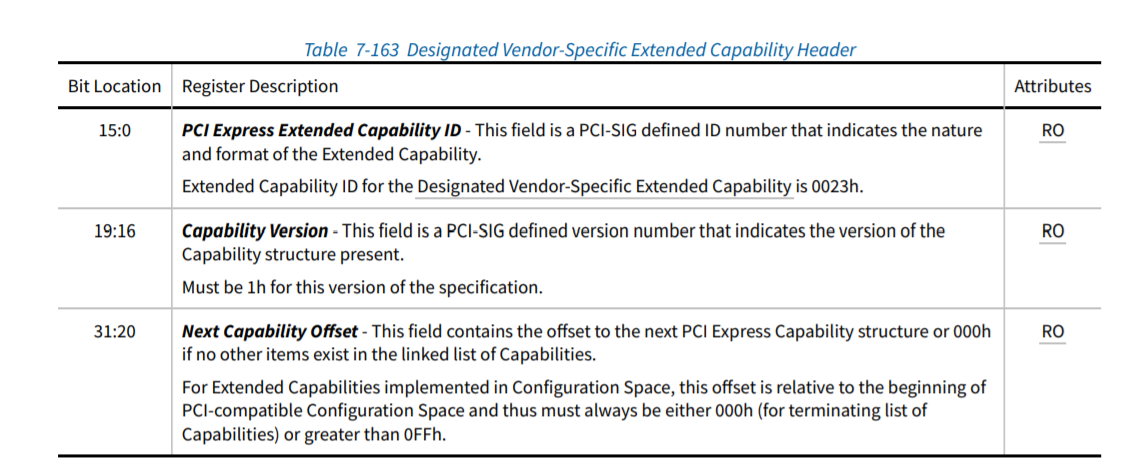 Table 7-163 Designated Vendor-Specific Extended Capability Header
Bit Location Register Description Attributes
15:0 PCI Express Extended Capability ID - This field is a PCI-SIG defined ID number that indicates the nature RO
and format of the Extended Capability.
Extended Capability ID for the Designated Vendor-Specific Extended Capability is 0023h.
19:16 Capability Version - This field is a PCI-SIG defined version number that indicates the version of the RO
Capability structure present.
Must be 1h for this version of the specification.
31:20 Next Capability Offset - This field contains the offset to the next PCI Express Capability structure or 000h RO
if no other items exist in the linked list of Capabilities.
For Extended Capabilities implemented in Configuration Space, this offset is relative to the beginning of
PCI-compatible Configuration Space and thus must always be either 000h (for terminating list of
Capabilities) or greater than 0FFh.